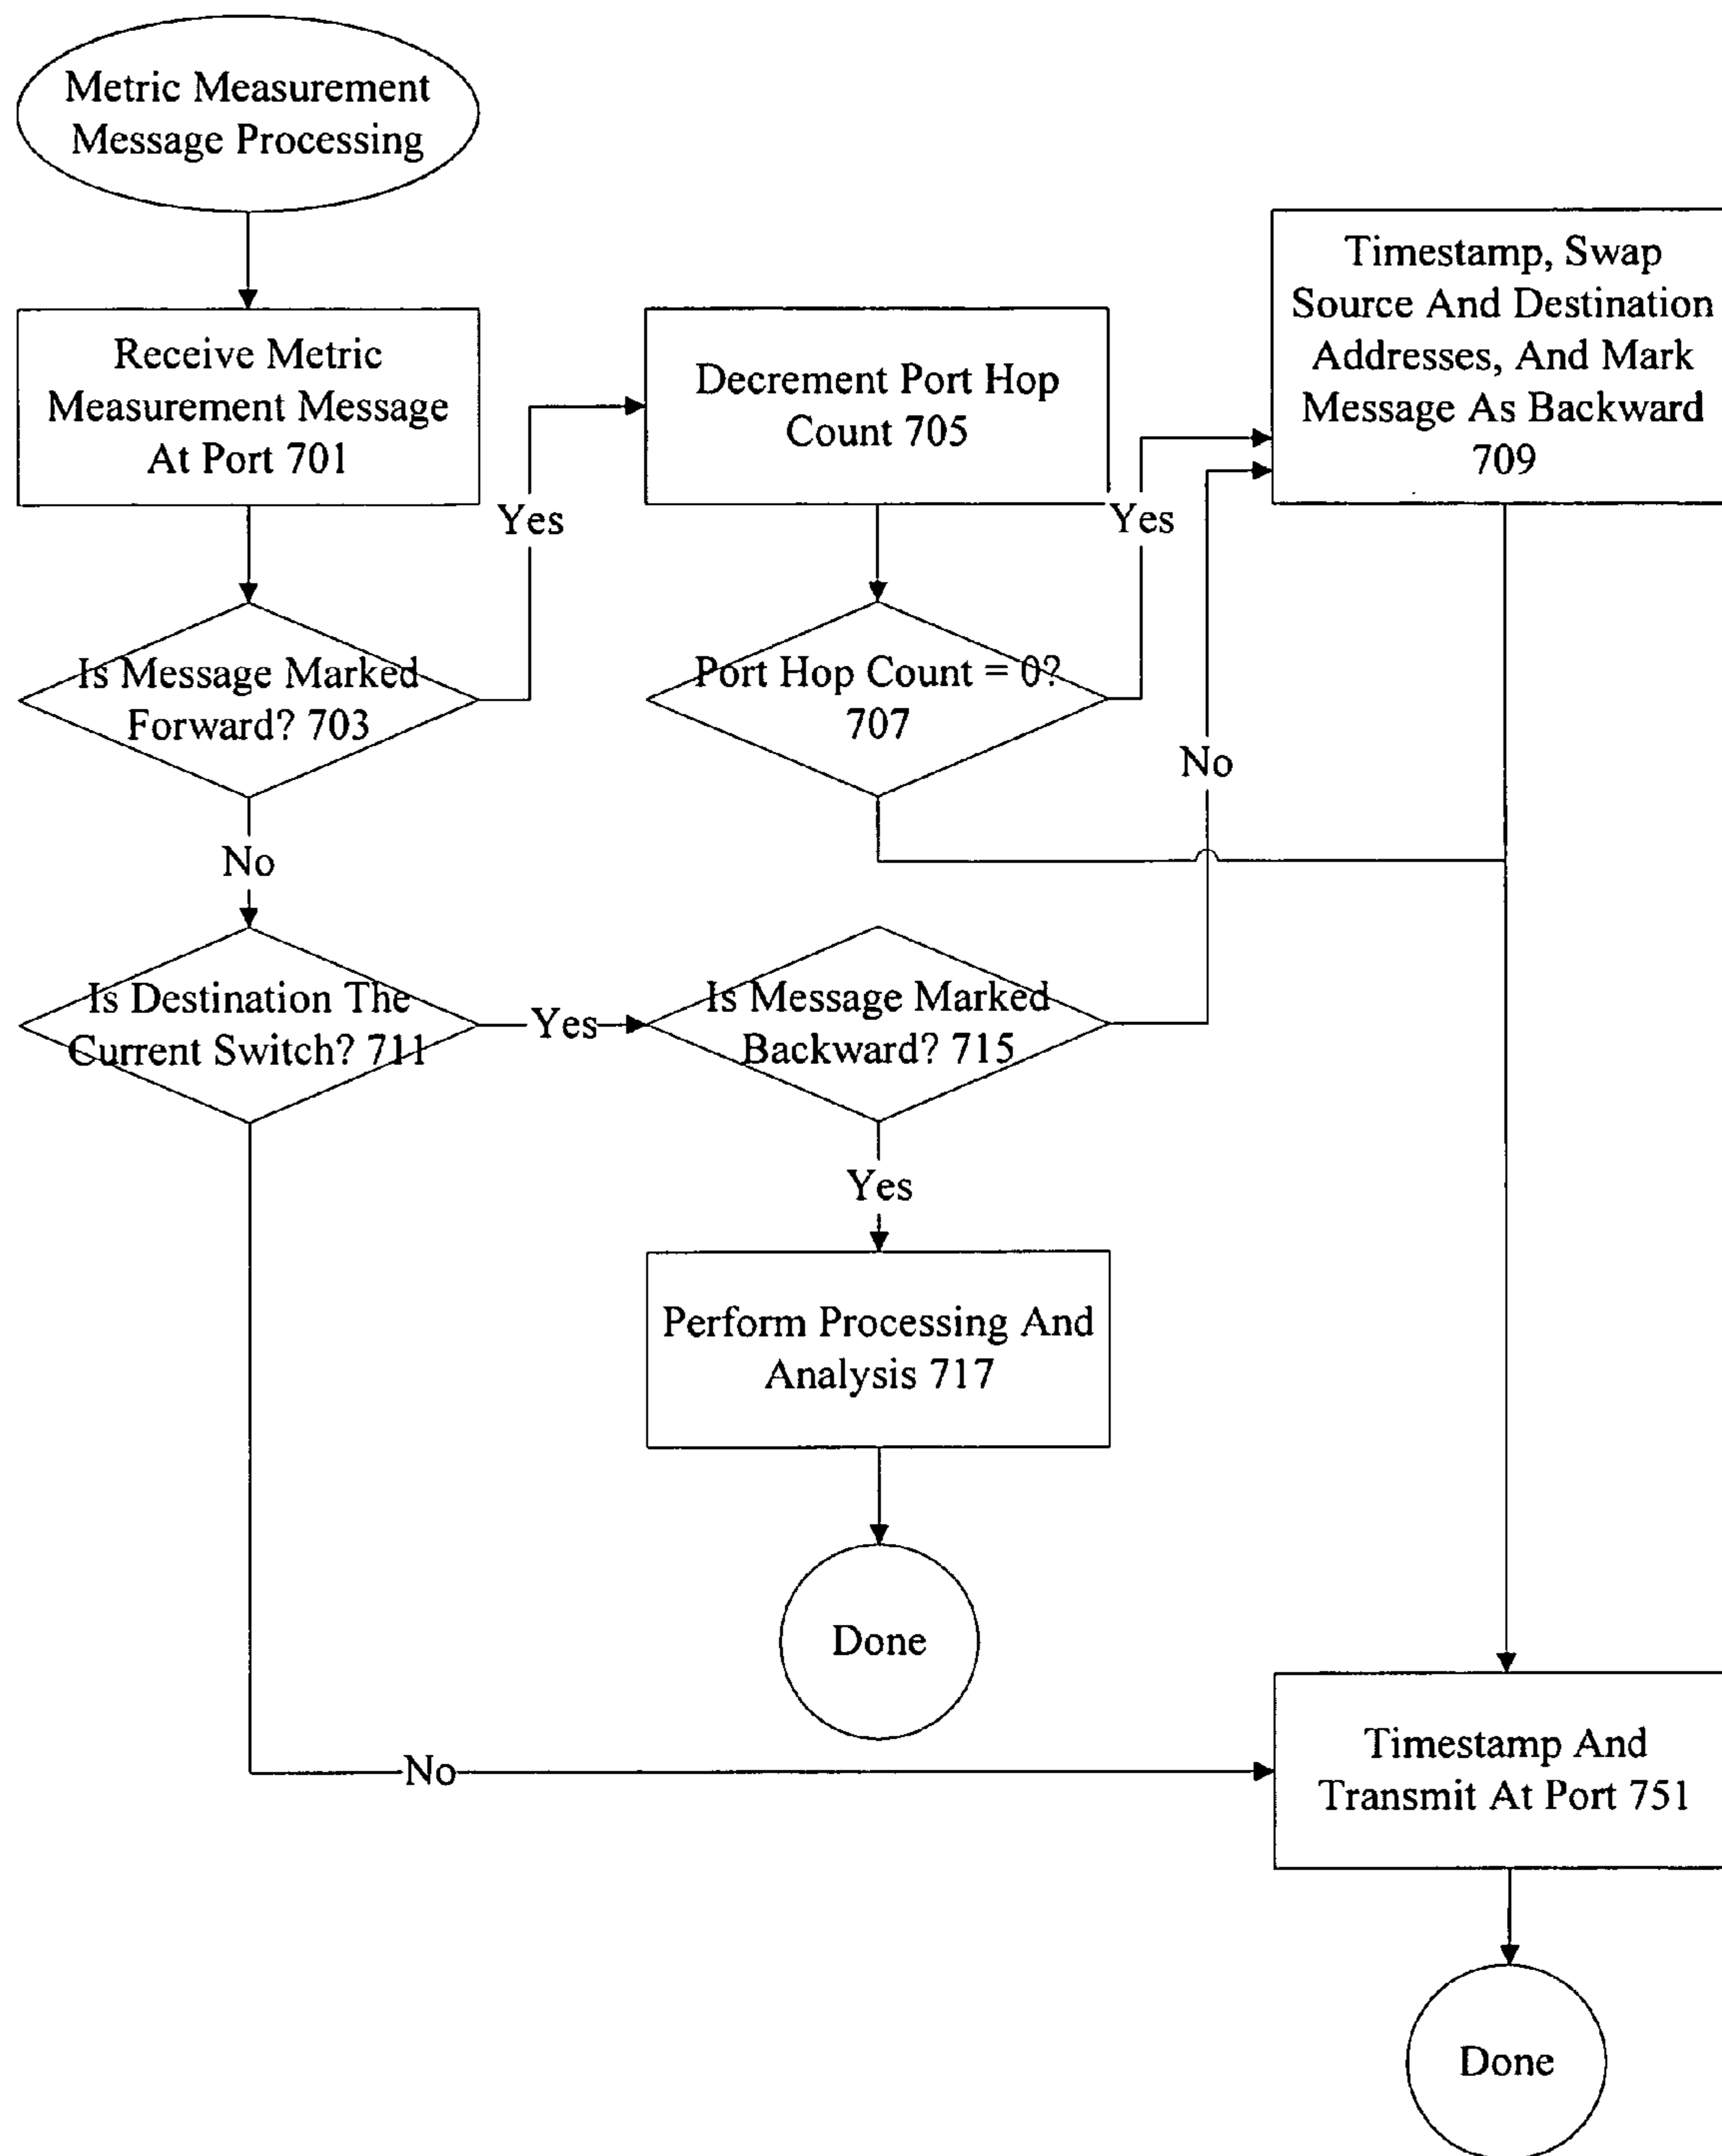 Metric Measurement
Message Processing
Receive Metric
Measurement Message
At Port 701
Decrement Port Hop
Count 705
Timestamp, Swap
Source And Destination
Addresses, And Mark
Message As Backward
709
Yes
Yes
Is Message Marked
Forward? 703
Port Hop Count = 0?
707
No
No
Is Destination The
Current Switch? 711
Yes
Is Message Marked
Backward? 715
Yes
Perform Processing And
Analysis 717
Done
No
Timestamp And
Transmit At Port 751
Done